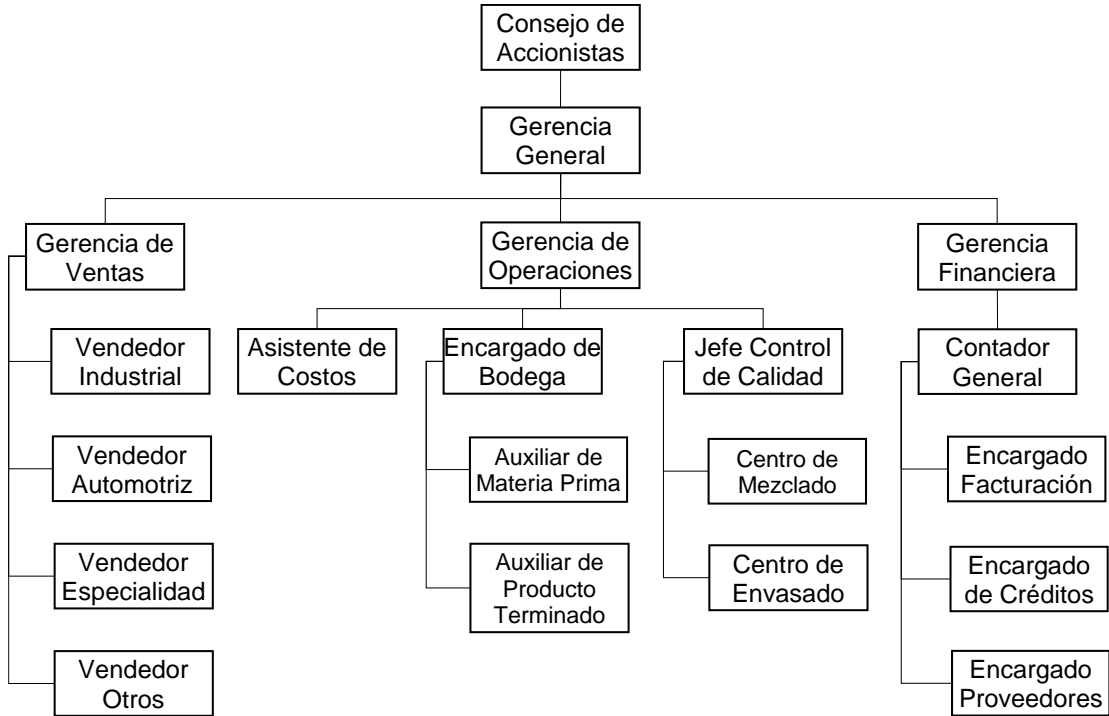 Consejo de
Accionistas
Gerencia
General
Gerencia de
Ventas
Gerencia de
Operaciones
Gerencia
Financiera
Vendedor
Industrial
Asistente de
Costos
Encargado de
Bodega
Jefe Control
de Calidad
Contador
General
Vendedor
Automotriz
Auxiliar de
Materia Prima
Centro de
Mezclado
Encargado
Facturación
Vendedor
Especialidad
Auxiliar de
Producto
Terminado
Centro de
Envasado
Encargado
de Créditos
Vendedor
Otros
Encargado
Proveedores